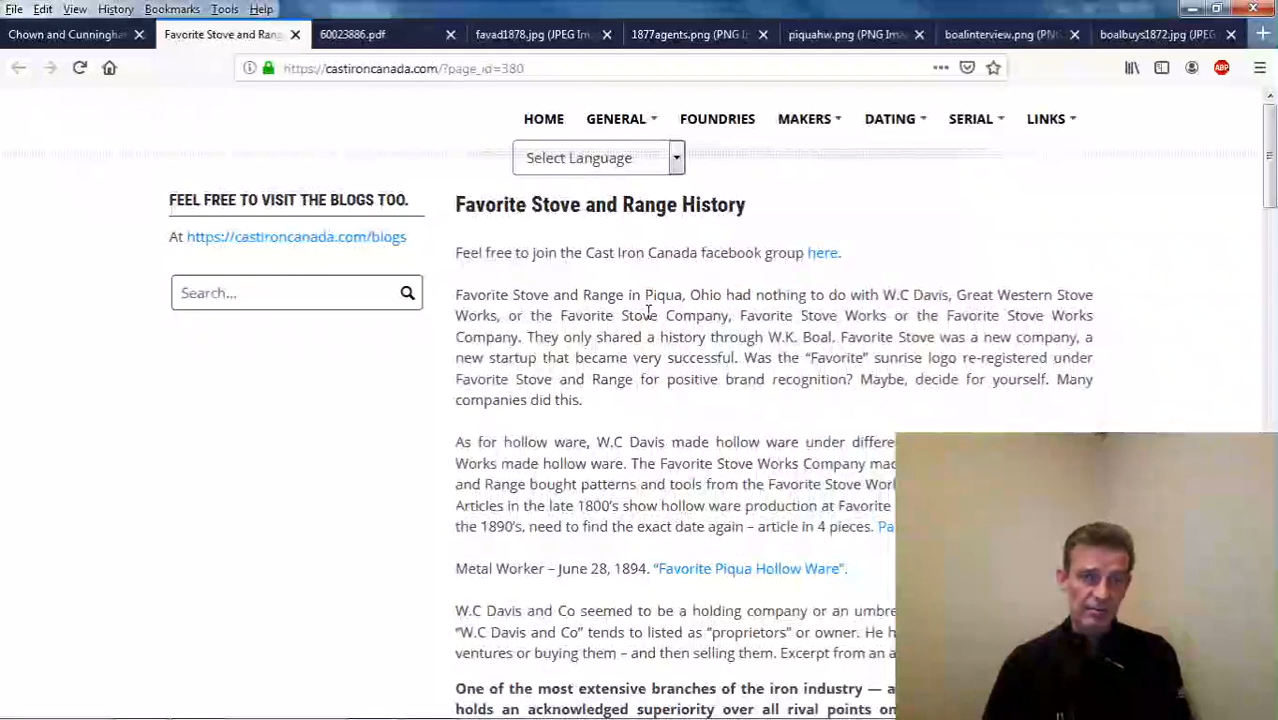 File Edit View History Bookmarks Tools Help
Chown and Cunningh
Favorite Stove and Ran
60023886.pdf
favad1878.jpg (JPEG Im
1877agents.png (PNG I
piquahw.png (PNG Ima
boalinterview.png (PN
boalbuys1872.jpg (JPE
https://castironcanada.com/?page_id=380
ABP
HOME GENERAL FOUNDRIES MAKERS DATING SERIAL LINKS
Select Language
FEEL FREE TO VISIT THE BLOGS TOO.
At https://castironcanada.com/blogs
Search...
Favorite Stove and Range History
Feel free to join the Cast Iron Canada facebook group here.
Favorite Stove and Range in Piqua, Ohio had nothing to do with W.C Davis, Great Western Stove
Works, or the Favorite Stove Company, Favorite Stove Works or the Favorite Stove Works
Company. They only shared a history through W.K. Boal. Favorite Stove was a new company, a
new startup that became very successful. Was the “Favorite” sunrise logo re-registered under
Favorite Stove and Range for positive brand recognition? Maybe, decide for yourself. Many
companies did this.
As for hollow ware, W.C Davis made hollow ware under differe
Works made hollow ware. The Favorite Stove Works Company mad
and Range bought patterns and tools from the Favorite Stove Worl
Articles in the late 1800’s show hollow ware production at Favorite
the 1890’s, need to find the exact date again – article in 4 pieces. Pa
Metal Worker – June 28, 1894. “Favorite Piqua Hollow Ware”.
W.C Davis and Co seemed to be a holding company or an umbre
“W.C Davis and Co” tends to listed as “proprietors” or owner. He h
ventures or buying them – and then selling them. Excerpt from an a
One of the most extensive branches of the iron industry — a
holds an acknowledged superiority over all rival points on